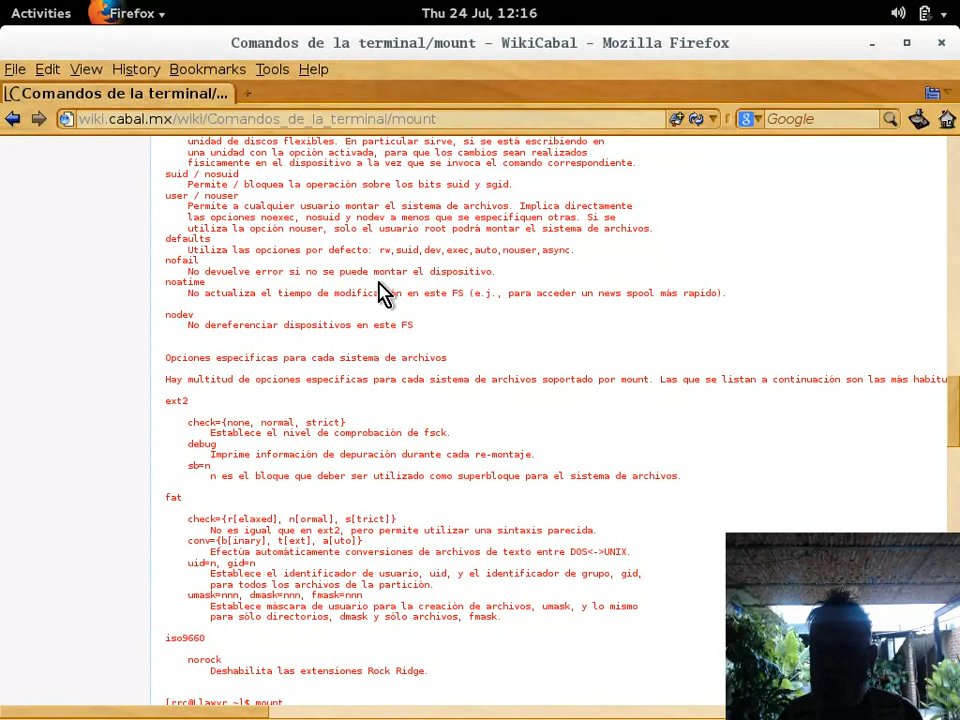 Activities Firefox Thu 24 Jul, 12:16
Comandos de la terminal/mount - WikiCabal - Mozilla Firefox
File Edit View History Bookmarks Tools Help
Comandos de la terminal/...
wiki.cabal.mx/wiki/Comandos_de_la_terminal/mount Google
unidad de discos flexibles. En particular sirve, si se está escribiendo en
una unidad con la opción activada, para que los cambios sean realizados
físicamente en el dispositivo a la vez que se invoca el comando correspondiente.
suid / nosuid
Permite / bloquea la operación sobre los bits suid y sgid.
user / nouser
Permite a cualquier usuario montar el sistema de archivos. Implica directamente
las opciones noexec, nosuid y nodev a menos que se especifiquen otras. Si se
utiliza la opción nouser, solo el usuario root podrá montar el sistema de archivos.
defaults
Utiliza las opciones por defecto: rw,suid,dev,exec,auto,nouser,async.
nofail
No devuelve error si no se puede montar el dispositivo.
noatime
No actualiza el tiempo de modificación en este FS (e.j., para acceder un news spool más rapido).
nodev
No dereferenciar dispositivos en este FS
Opciones específicas para cada sistema de archivos
Hay multitud de opciones específicas para cada sistema de archivos soportado por mount. Las que se listan a continuación son las más habitu
ext2
check={none, normal, strict}
Establece el nivel de comprobación de fsck.
debug
Imprime información de depuración durante cada re-montaje.
sb=n
n es el bloque que deber ser utilizado como superbloque para el sistema de archivos.
fat
check={r[elaxed], n[ormal, s[trict]}
No es igual que en ext2, pero permite utilizar una sintaxis parecida.
conv={b[inary], t[ext], a[uto]}
Efectúa automáticamente conversiones de archivos de texto entre DOS<->UNIX.
uid=n, gid=n
Establece el identificador de usuario, uid, y el identificador de grupo, gid,
para todos los archivos de la partición.
umask=nnn, dmask=nnn, fmask=nnn
Establece máscara de usuario para la creación de archivos, umask, y lo mismo
para sólo directorios, dmask y sólo archivos, fmask.
iso9660
norock
Deshabilita las extensiones Rock Ridge.
[rrc@Llawyr ~]$ mount